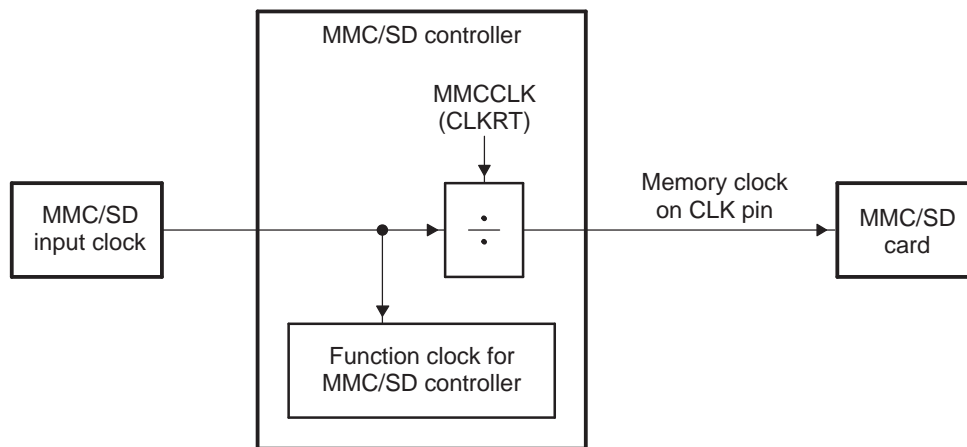 MMC/SD controller
MMCCLK
(CLKRT)
MMC/SD
input clock
Memory clock
on CLK pin
MMC/SD
card
Function clock for
MMC/SD controller